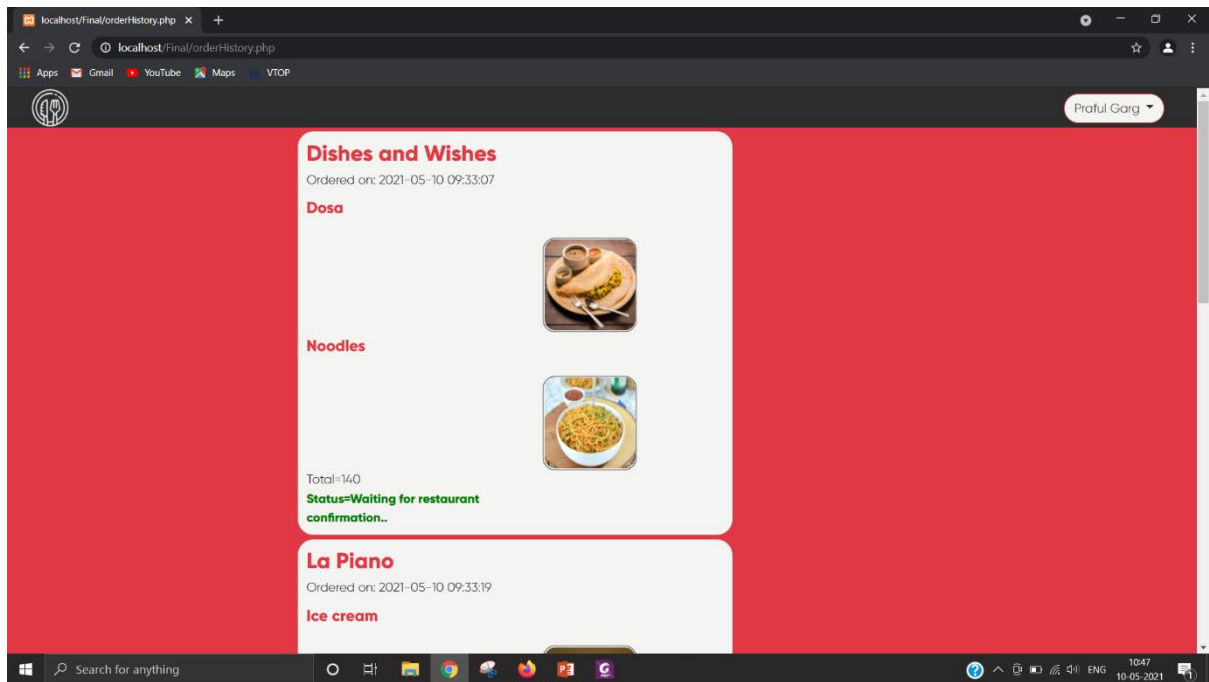 localhost/Final/orderHistory.php
localhost/Final/orderHistory.php
Apps Gmail YouTube Maps VTOP
Praful Garg
Dishes and Wishes
Ordered on: 2021-05-10 09:33:07
Dosa
Noodles
Total=140
Status=Waiting for restaurant
confirmation..
La Piano
Ordered on: 2021-05-10 09:33:19
Ice cream
Search for anything
ENG
10:47
10-05-2021